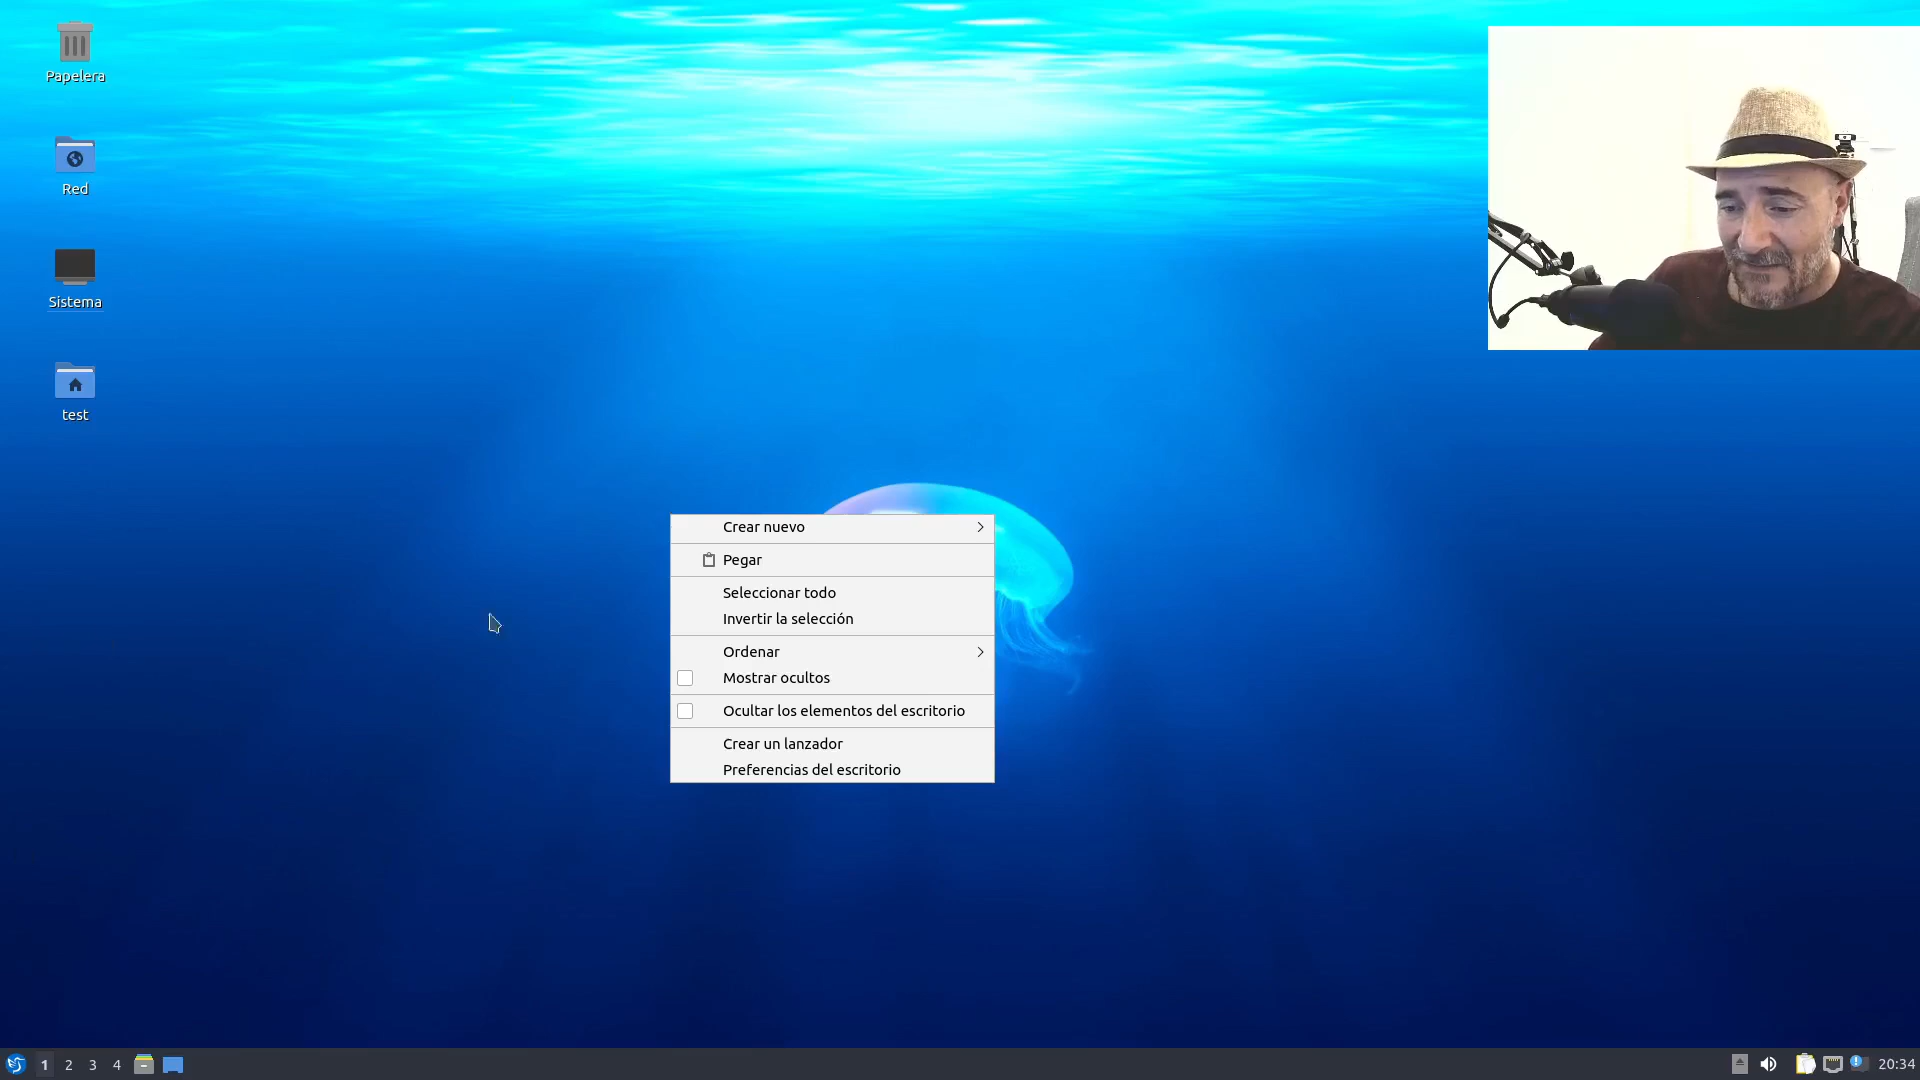 Papelera
Red
Sistema
test
Crear nuevo
Pegar
Seleccionar todo
Invertir la selección
Ordenar
Mostrar ocultos
Ocultar los elementos del escritorio
Crear un lanzador
Preferencias del escritorio
1 2 3 4
20:34